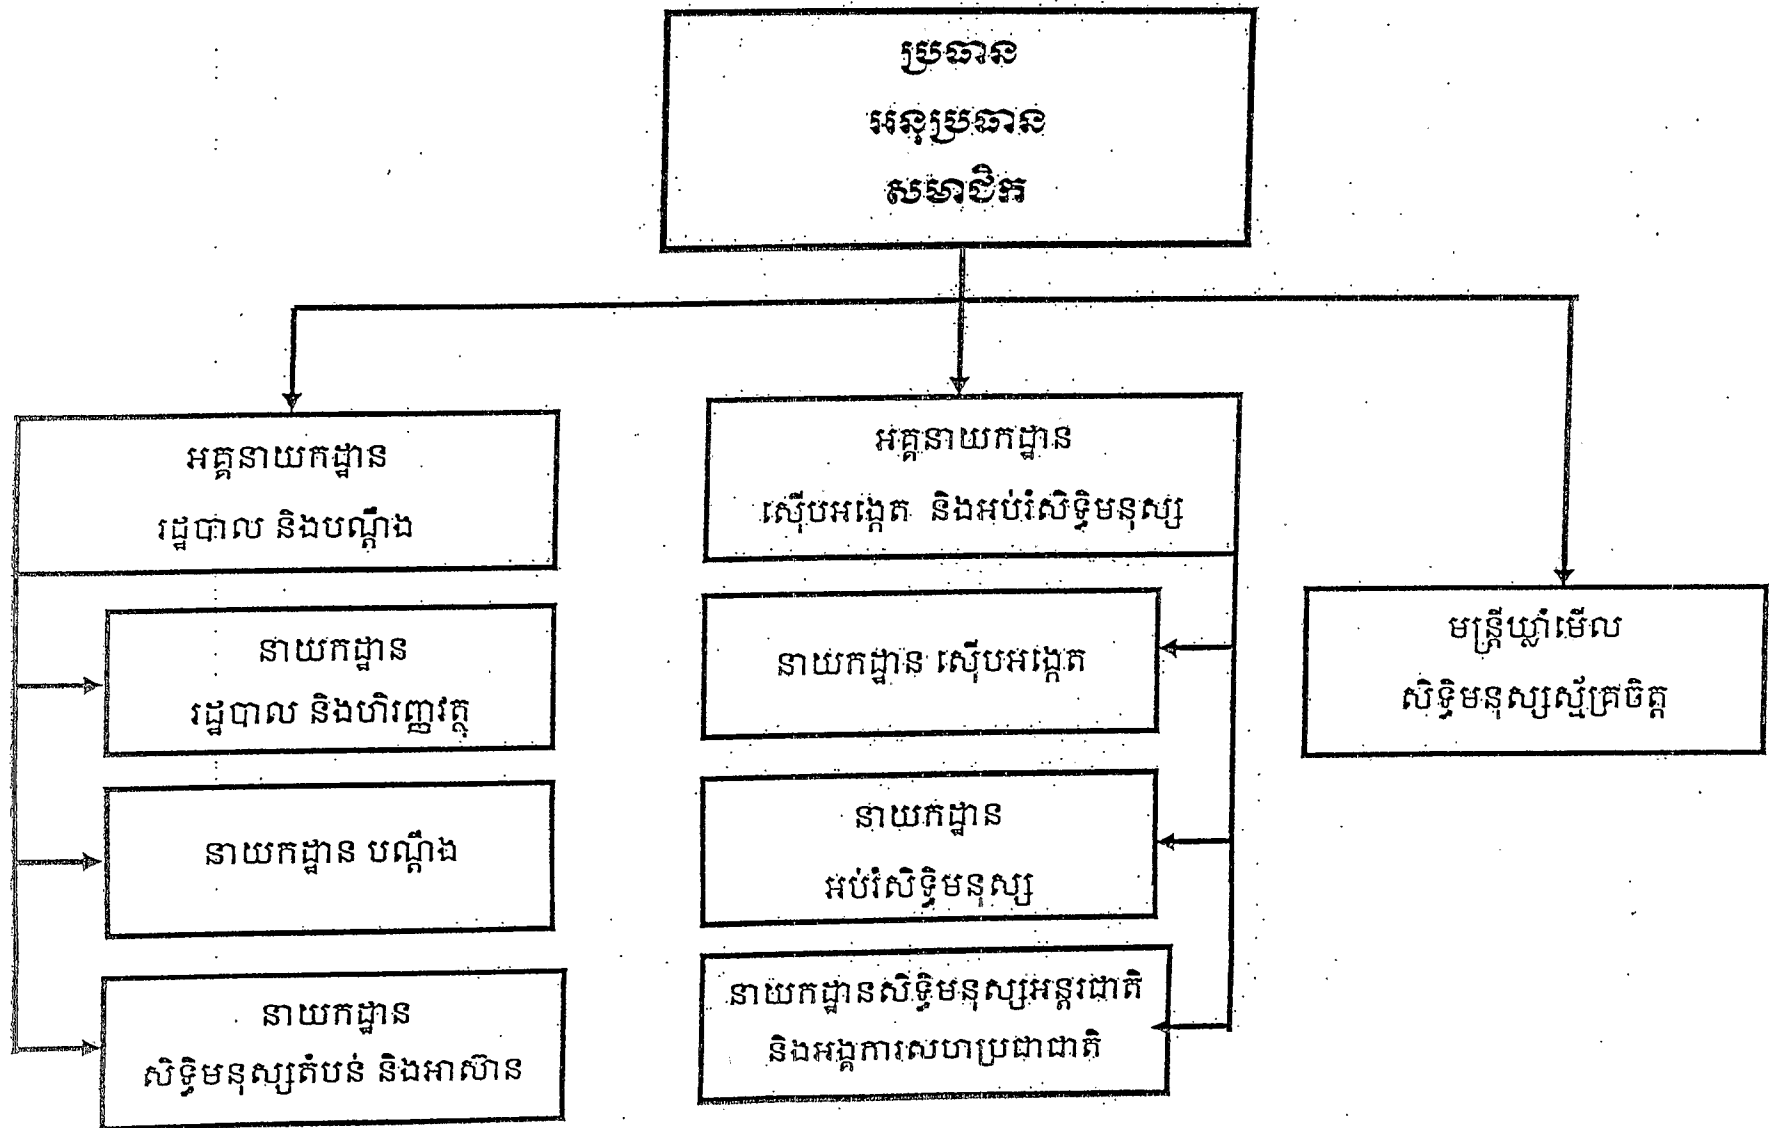 ប្រធាន
អនុប្រធាន
សមាជិក
អគ្គនាយកដ្ឋាន
រដ្ឋបាល និងបណ្តឹង
នាយកដ្ឋាន
រដ្ឋបាល និងហិរញ្ញវត្ថុ
នាយកដ្ឋាន បណ្តឹង
នាយកដ្ឋាន
សិទ្ធិមនុស្សតំបន់ និងអាស៊ាន
អគ្គនាយកដ្ឋាន
ស៊ើបអង្កេត និងអប់រំសិទ្ធិមនុស្ស
នាយកដ្ឋាន ស៊ើបអង្កេត
នាយកដ្ឋាន
អប់រំសិទ្ធិមនុស្ស
នាយកដ្ឋានសិទ្ធិមនុស្សអន្តរជាតិ
និងអង្គការសហប្រជាជាតិ
មន្ត្រីឃ្លាំមើល
សិទ្ធិមនុស្សស្ម័គ្រចិត្ត